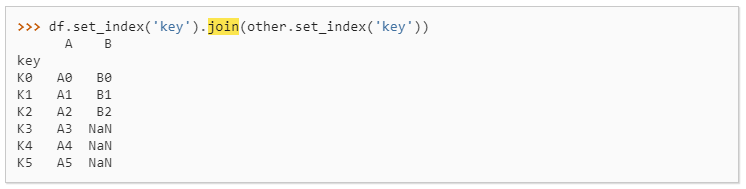 >>> df.set_index('key').join(other.set_index('key'))
      A    B
key
K0   A0   B0
K1   A1   B1
K2   A2   B2
K3   A3  NaN
K4   A4  NaN
K5   A5  NaN